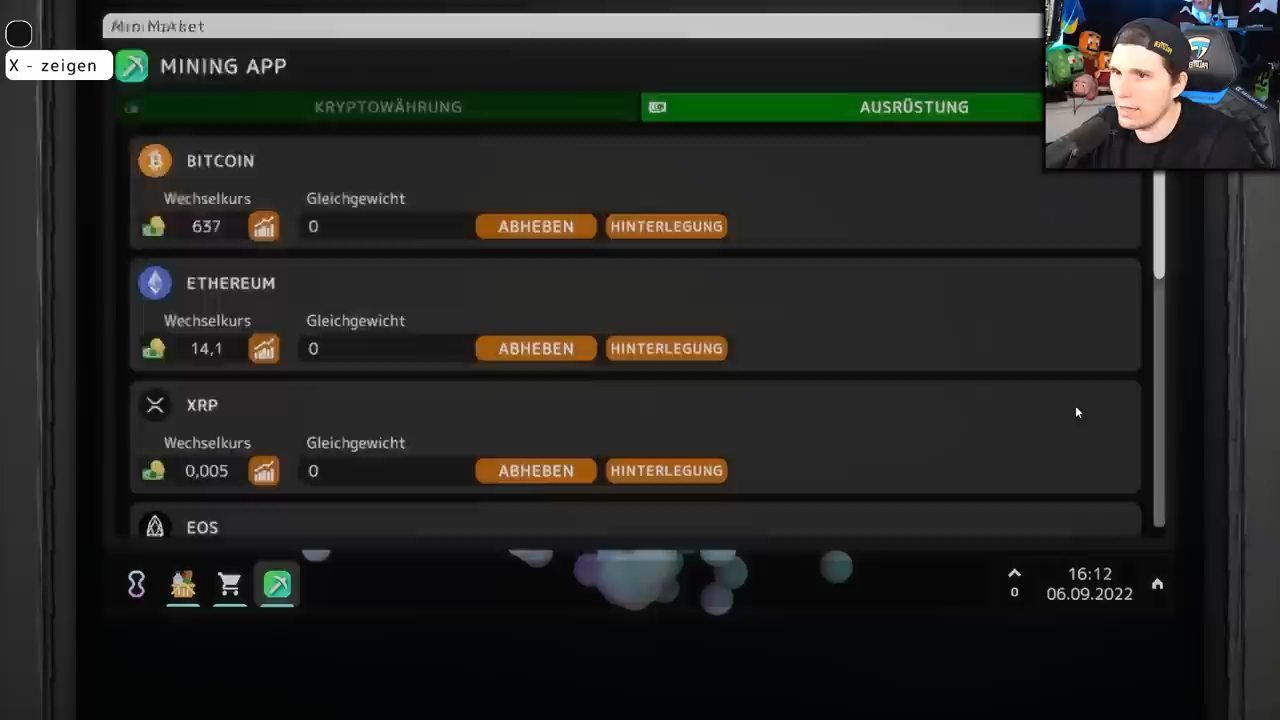 MiniMarket
X - zeigen
MINING APP
KRYPTOWÄHRUNG
AUSRÜSTUNG
BITCOIN
Wechselkurs Gleichgewicht
637 0 ABHEBEN HINTERLEGUNG
ETHEREUM
Wechselkurs Gleichgewicht
14,1 0 ABHEBEN HINTERLEGUNG
XRP
Wechselkurs Gleichgewicht
0,005 0 ABHEBEN HINTERLEGUNG
EOS
16:12
0 06.09.2022